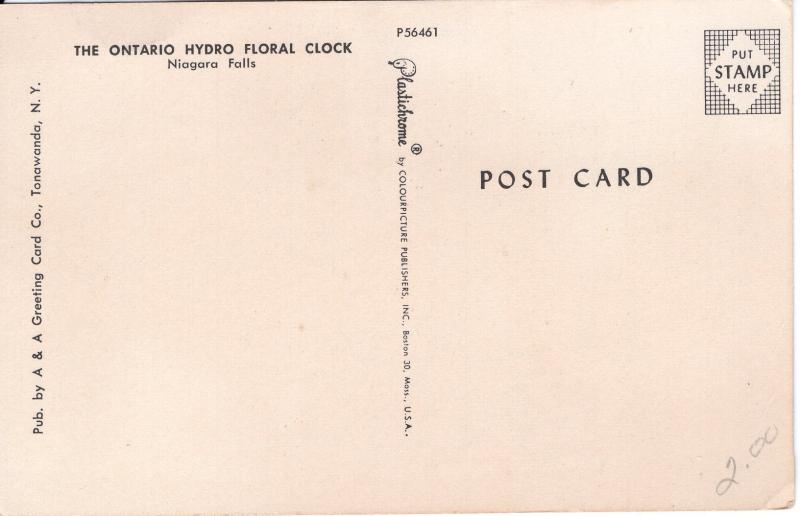 THE ONTARIO HYDRO FLORAL CLOCK
Niagara Falls
Pub. by A & A Greeting Card Co., Tonawanda, N. Y.
P56461
Plastichrome ® by COLOURPICTURE PUBLISHERS, INC., Boston 30, Mass., U.S.A.
PUT
STAMP
HERE
POST CARD
2.00